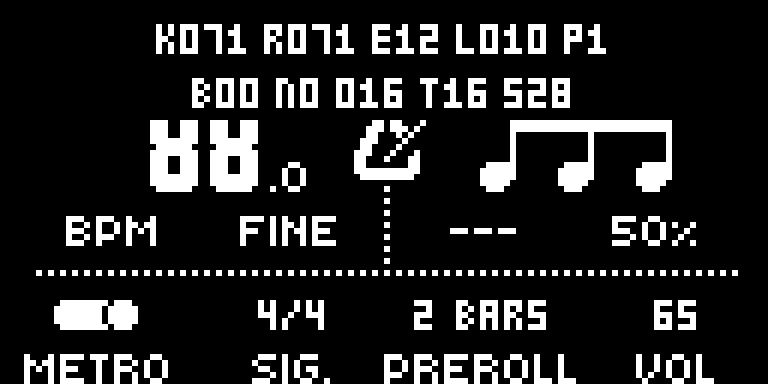 K071 R071 E12 L010 P1
B00 N0 016 T16 S28
88.0
BPM FINE --- 50%
4/4 2 BARS 65
METRO SIG. PREROLL VOL